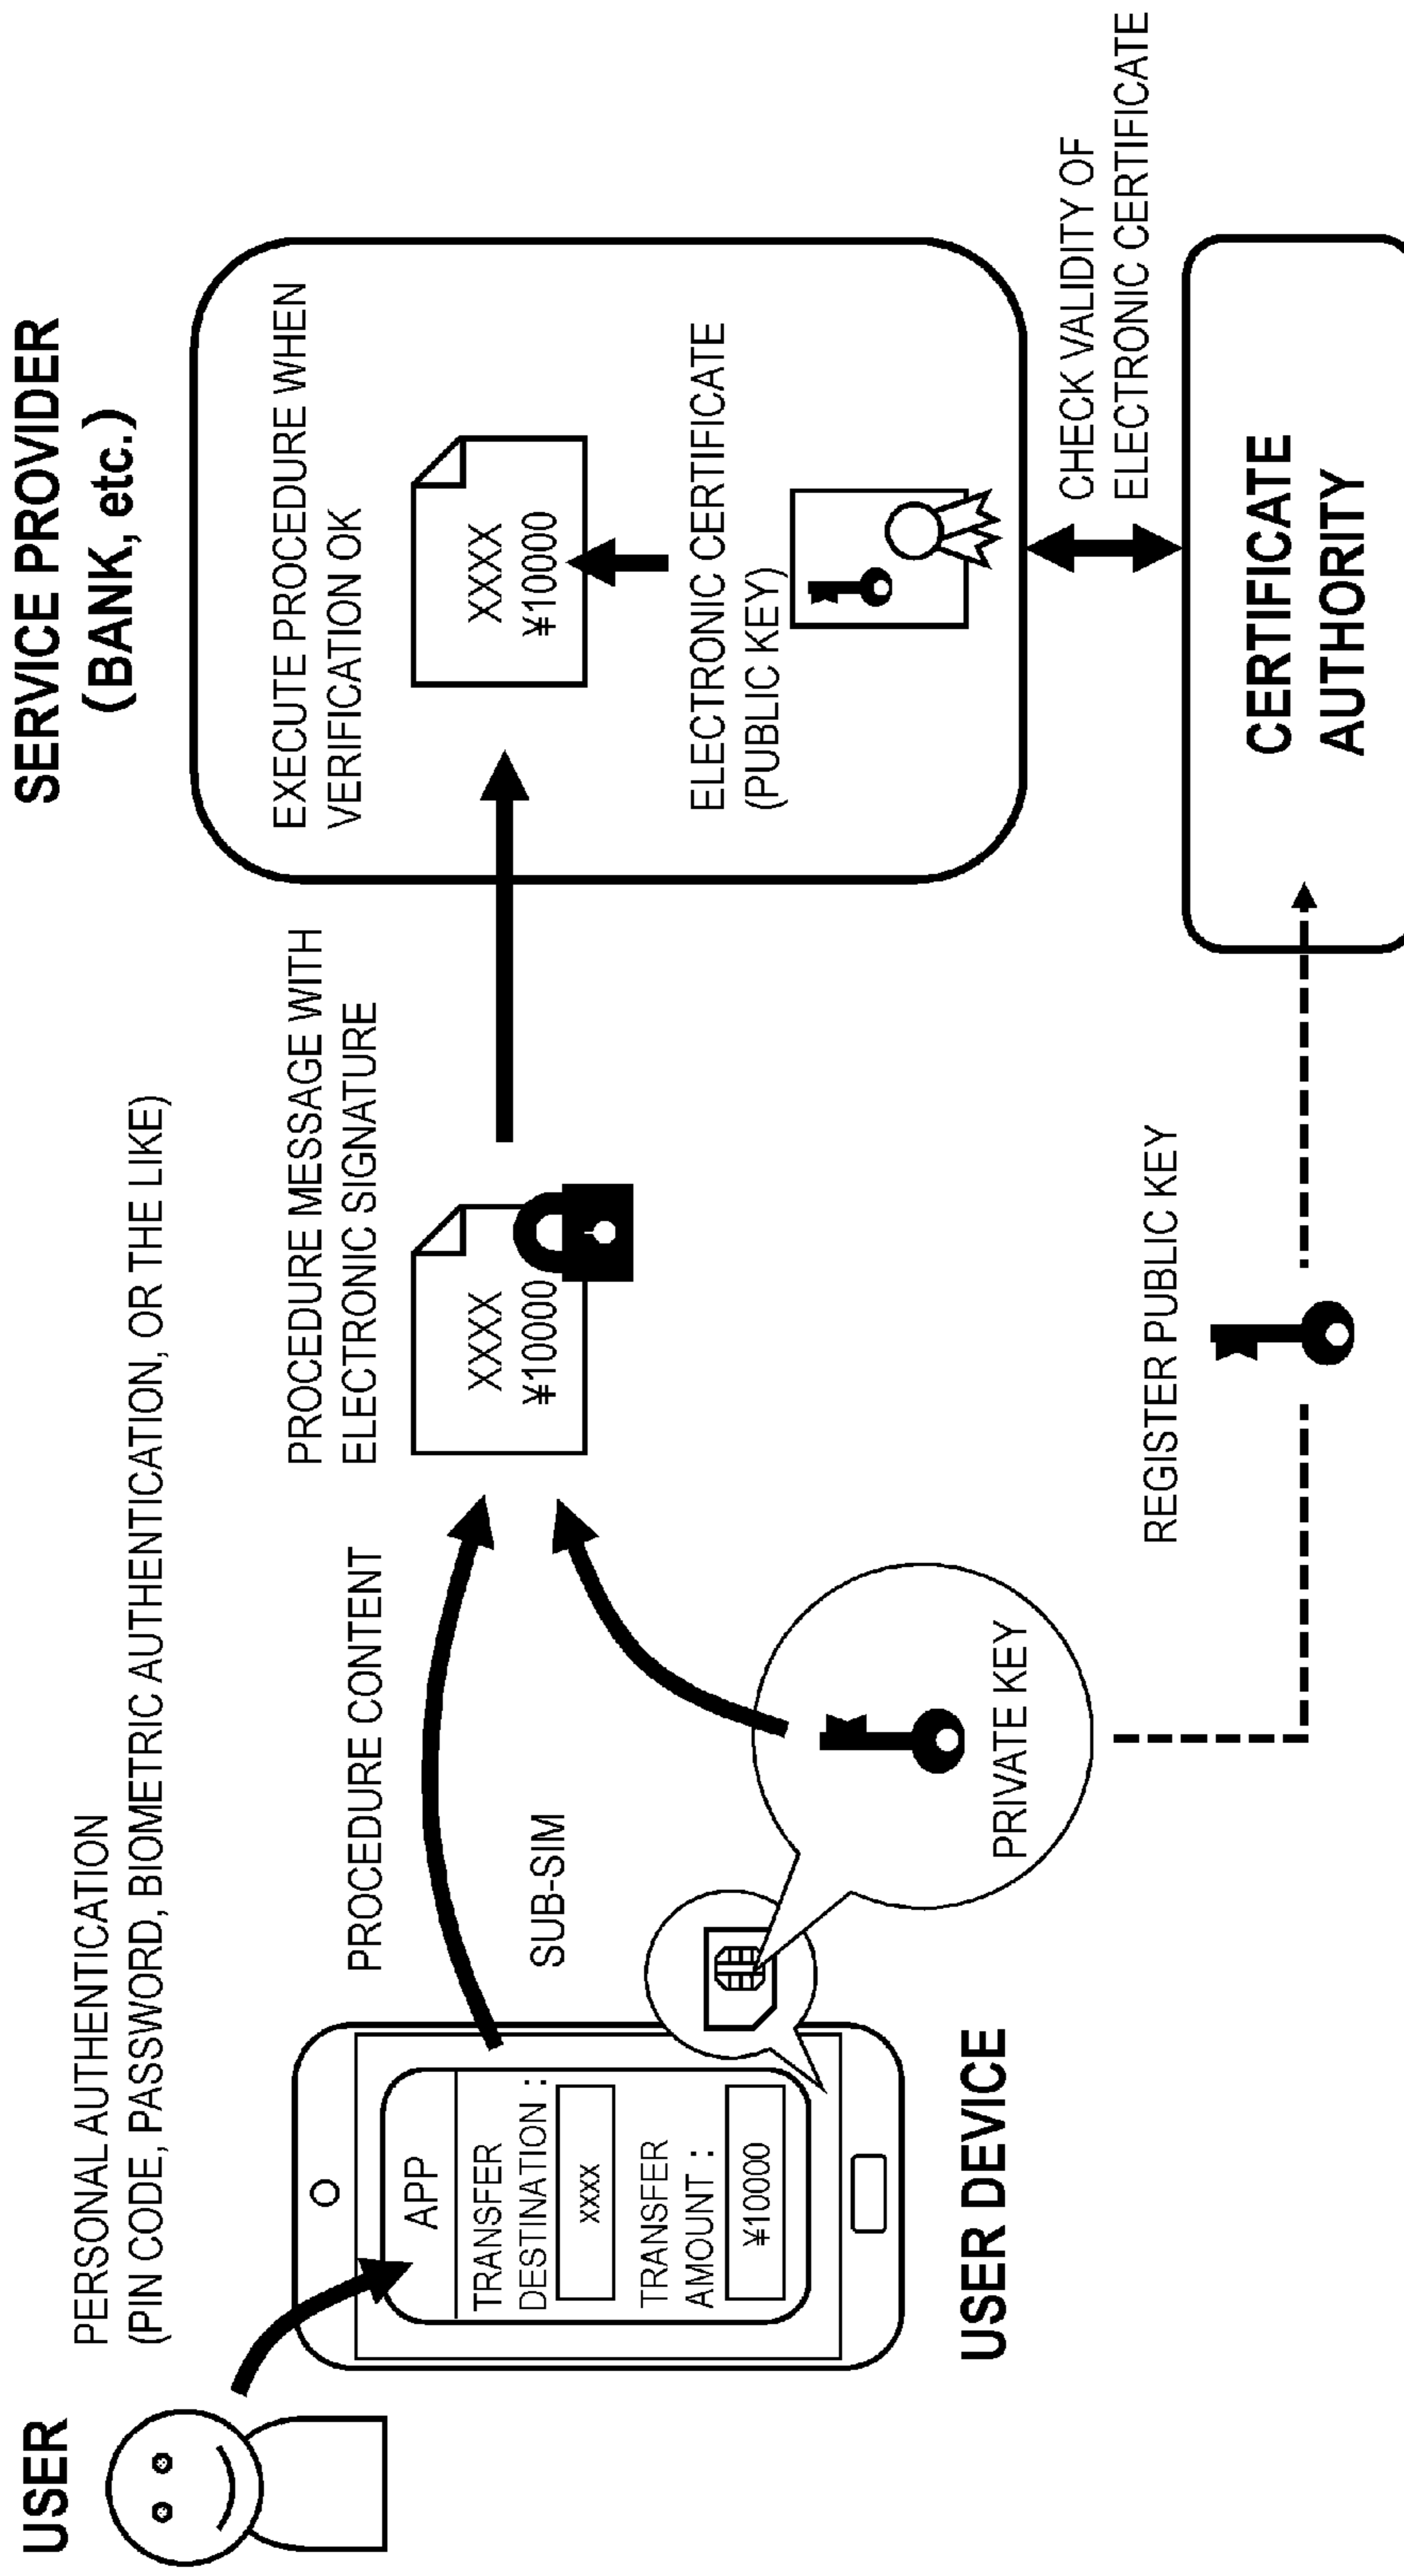 USER
PERSONAL AUTHENTICATION
(PIN CODE, PASSWORD, BIOMETRIC AUTHENTICATION, OR THE LIKE)
SERVICE PROVIDER
(BANK, etc.)
APP
TRANSFER
DESTINATION :
xxxx
TRANSFER
AMOUNT :
¥10000
USER DEVICE
PROCEDURE CONTENT
SUB-SIM
PRIVATE KEY
PROCEDURE MESSAGE WITH
ELECTRONIC SIGNATURE
XXXX
¥10000
EXECUTE PROCEDURE WHEN
VERIFICATION OK
XXXX
¥10000
ELECTRONIC CERTIFICATE
(PUBLIC KEY)
CHECK VALIDITY OF
ELECTRONIC CERTIFICATE
REGISTER PUBLIC KEY
CERTIFICATE
AUTHORITY